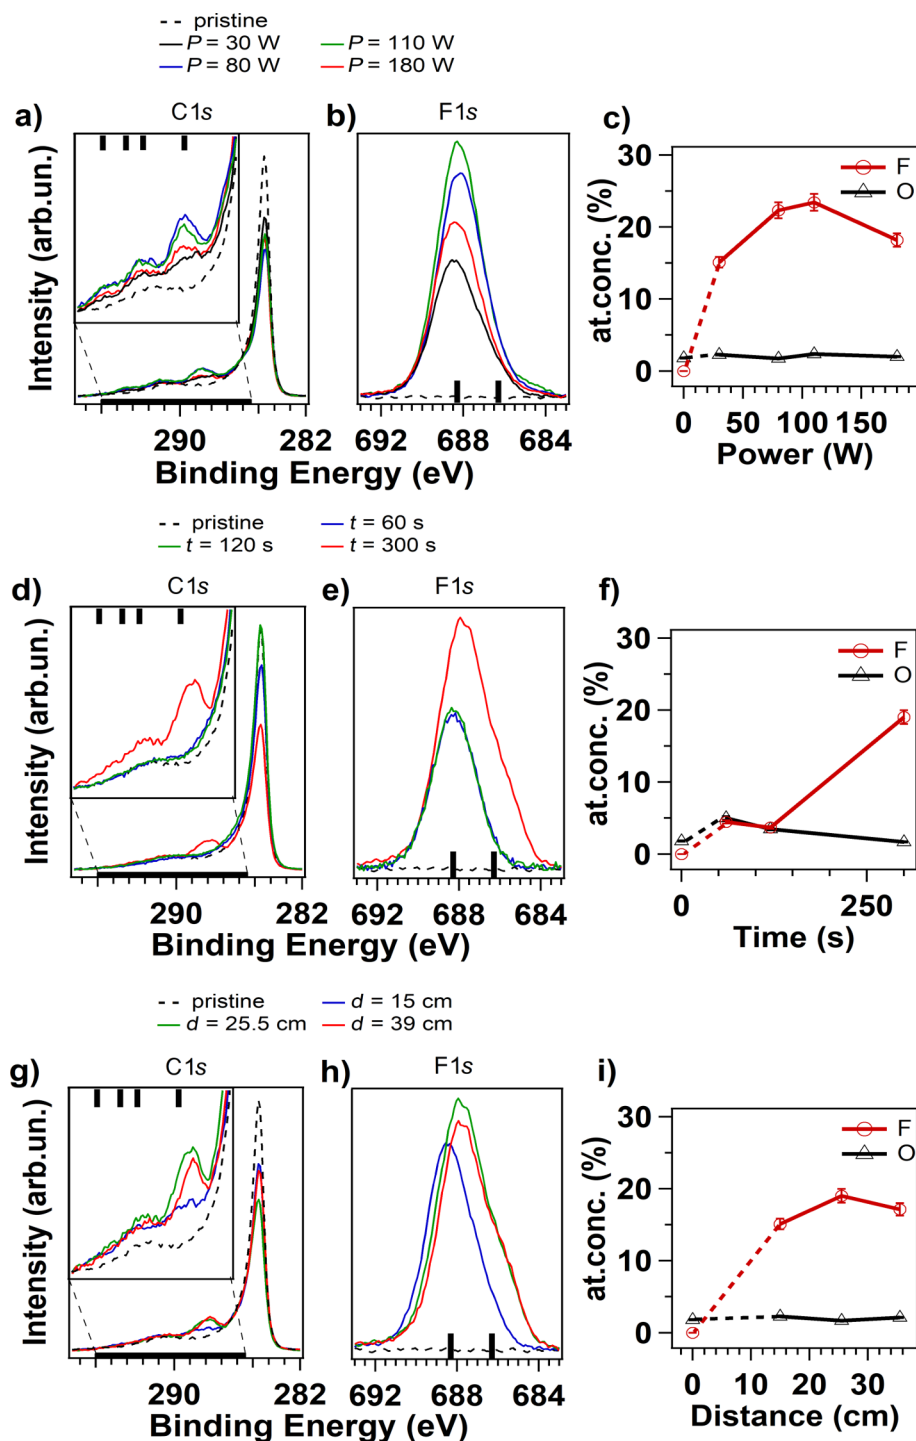 pristine
P = 30 W P = 110 W
P = 80 W P = 180 W
a) C1s b) F1s c)
Intensity (arb.un.)
290 282
Binding Energy (eV)
692 688 684
at.conc. (%)
30
20
10
0
F
O
0 50 100 150
Power (W)
pristine t = 60 s
t = 120 s t = 300 s
d) C1s e) F1s f)
Intensity (arb.un.)
290 282
Binding Energy (eV)
692 688 684
at.conc. (%)
30
20
10
0
F
O
0 250
Time (s)
pristine d = 15 cm
d = 25.5 cm d = 39 cm
g) C1s h) F1s i)
Intensity (arb.un.)
290 282
Binding Energy (eV)
692 688 684
at.conc. (%)
30
20
10
0
F
O
0 10 20 30
Distance (cm)